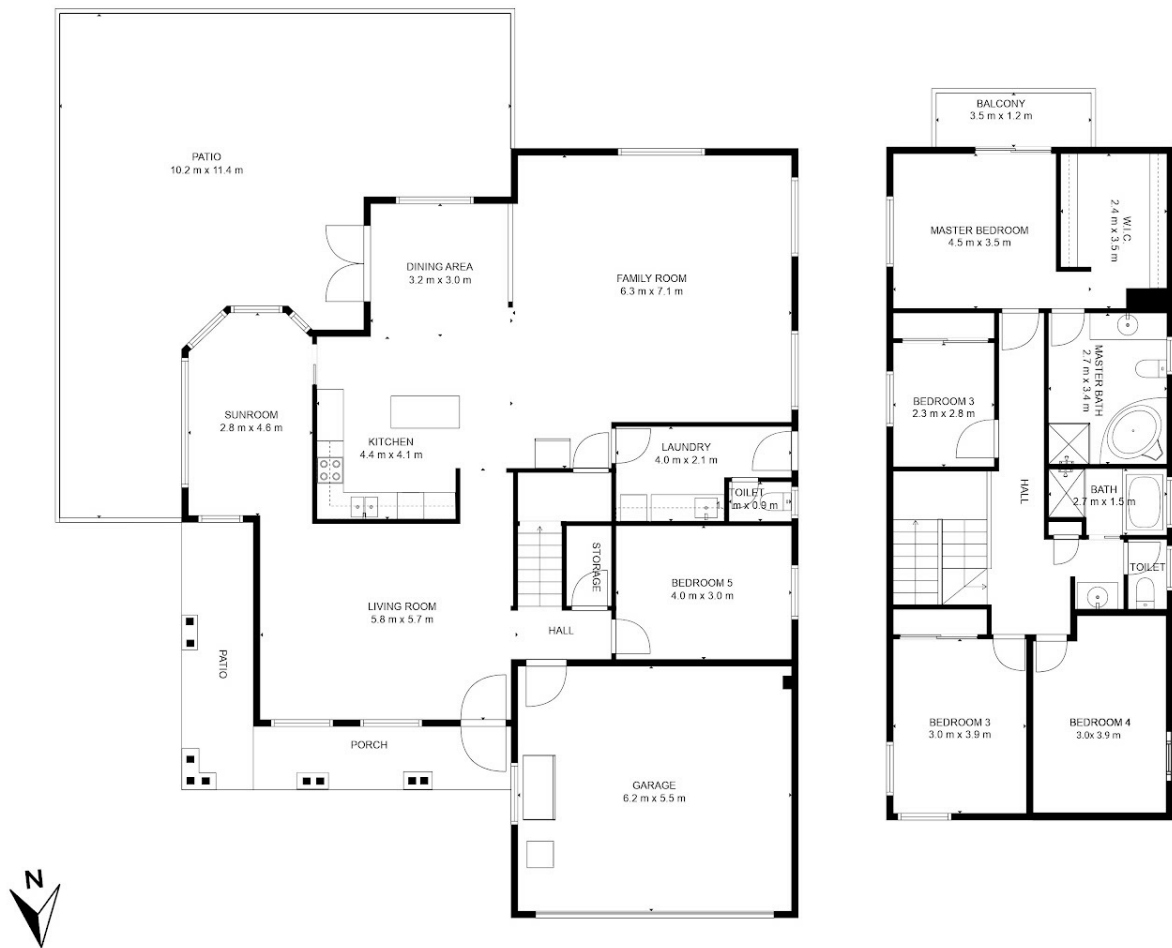 PATIO
10.2 m x 11.4 m
DINING AREA
3.2 m x 3.0 m
FAMILY ROOM
6.3 m x 7.1 m
SUNROOM
2.8 m x 4.6 m
KITCHEN
4.4 m x 4.1 m
LAUNDRY
4.0 m x 2.1 m
TOILET
m x 0.9 m
STORAGE
BEDROOM 5
4.0 m x 3.0 m
LIVING ROOM
5.8 m x 5.7 m
HALL
PATIO
PORCH
GARAGE
6.2 m x 5.5 m
N
BALCONY
3.5 m x 1.2 m
MASTER BEDROOM
4.5 m x 3.5 m
W.I.C.
2.4 m x 3.5 m
MASTER BATH
2.7 m x 3.4 m
BEDROOM 3
2.3 m x 2.8 m
HALL
BATH
2.7 m x 1.5 m
TOILET
BEDROOM 3
3.0 m x 3.9 m
BEDROOM 4
3.0x 3.9 m